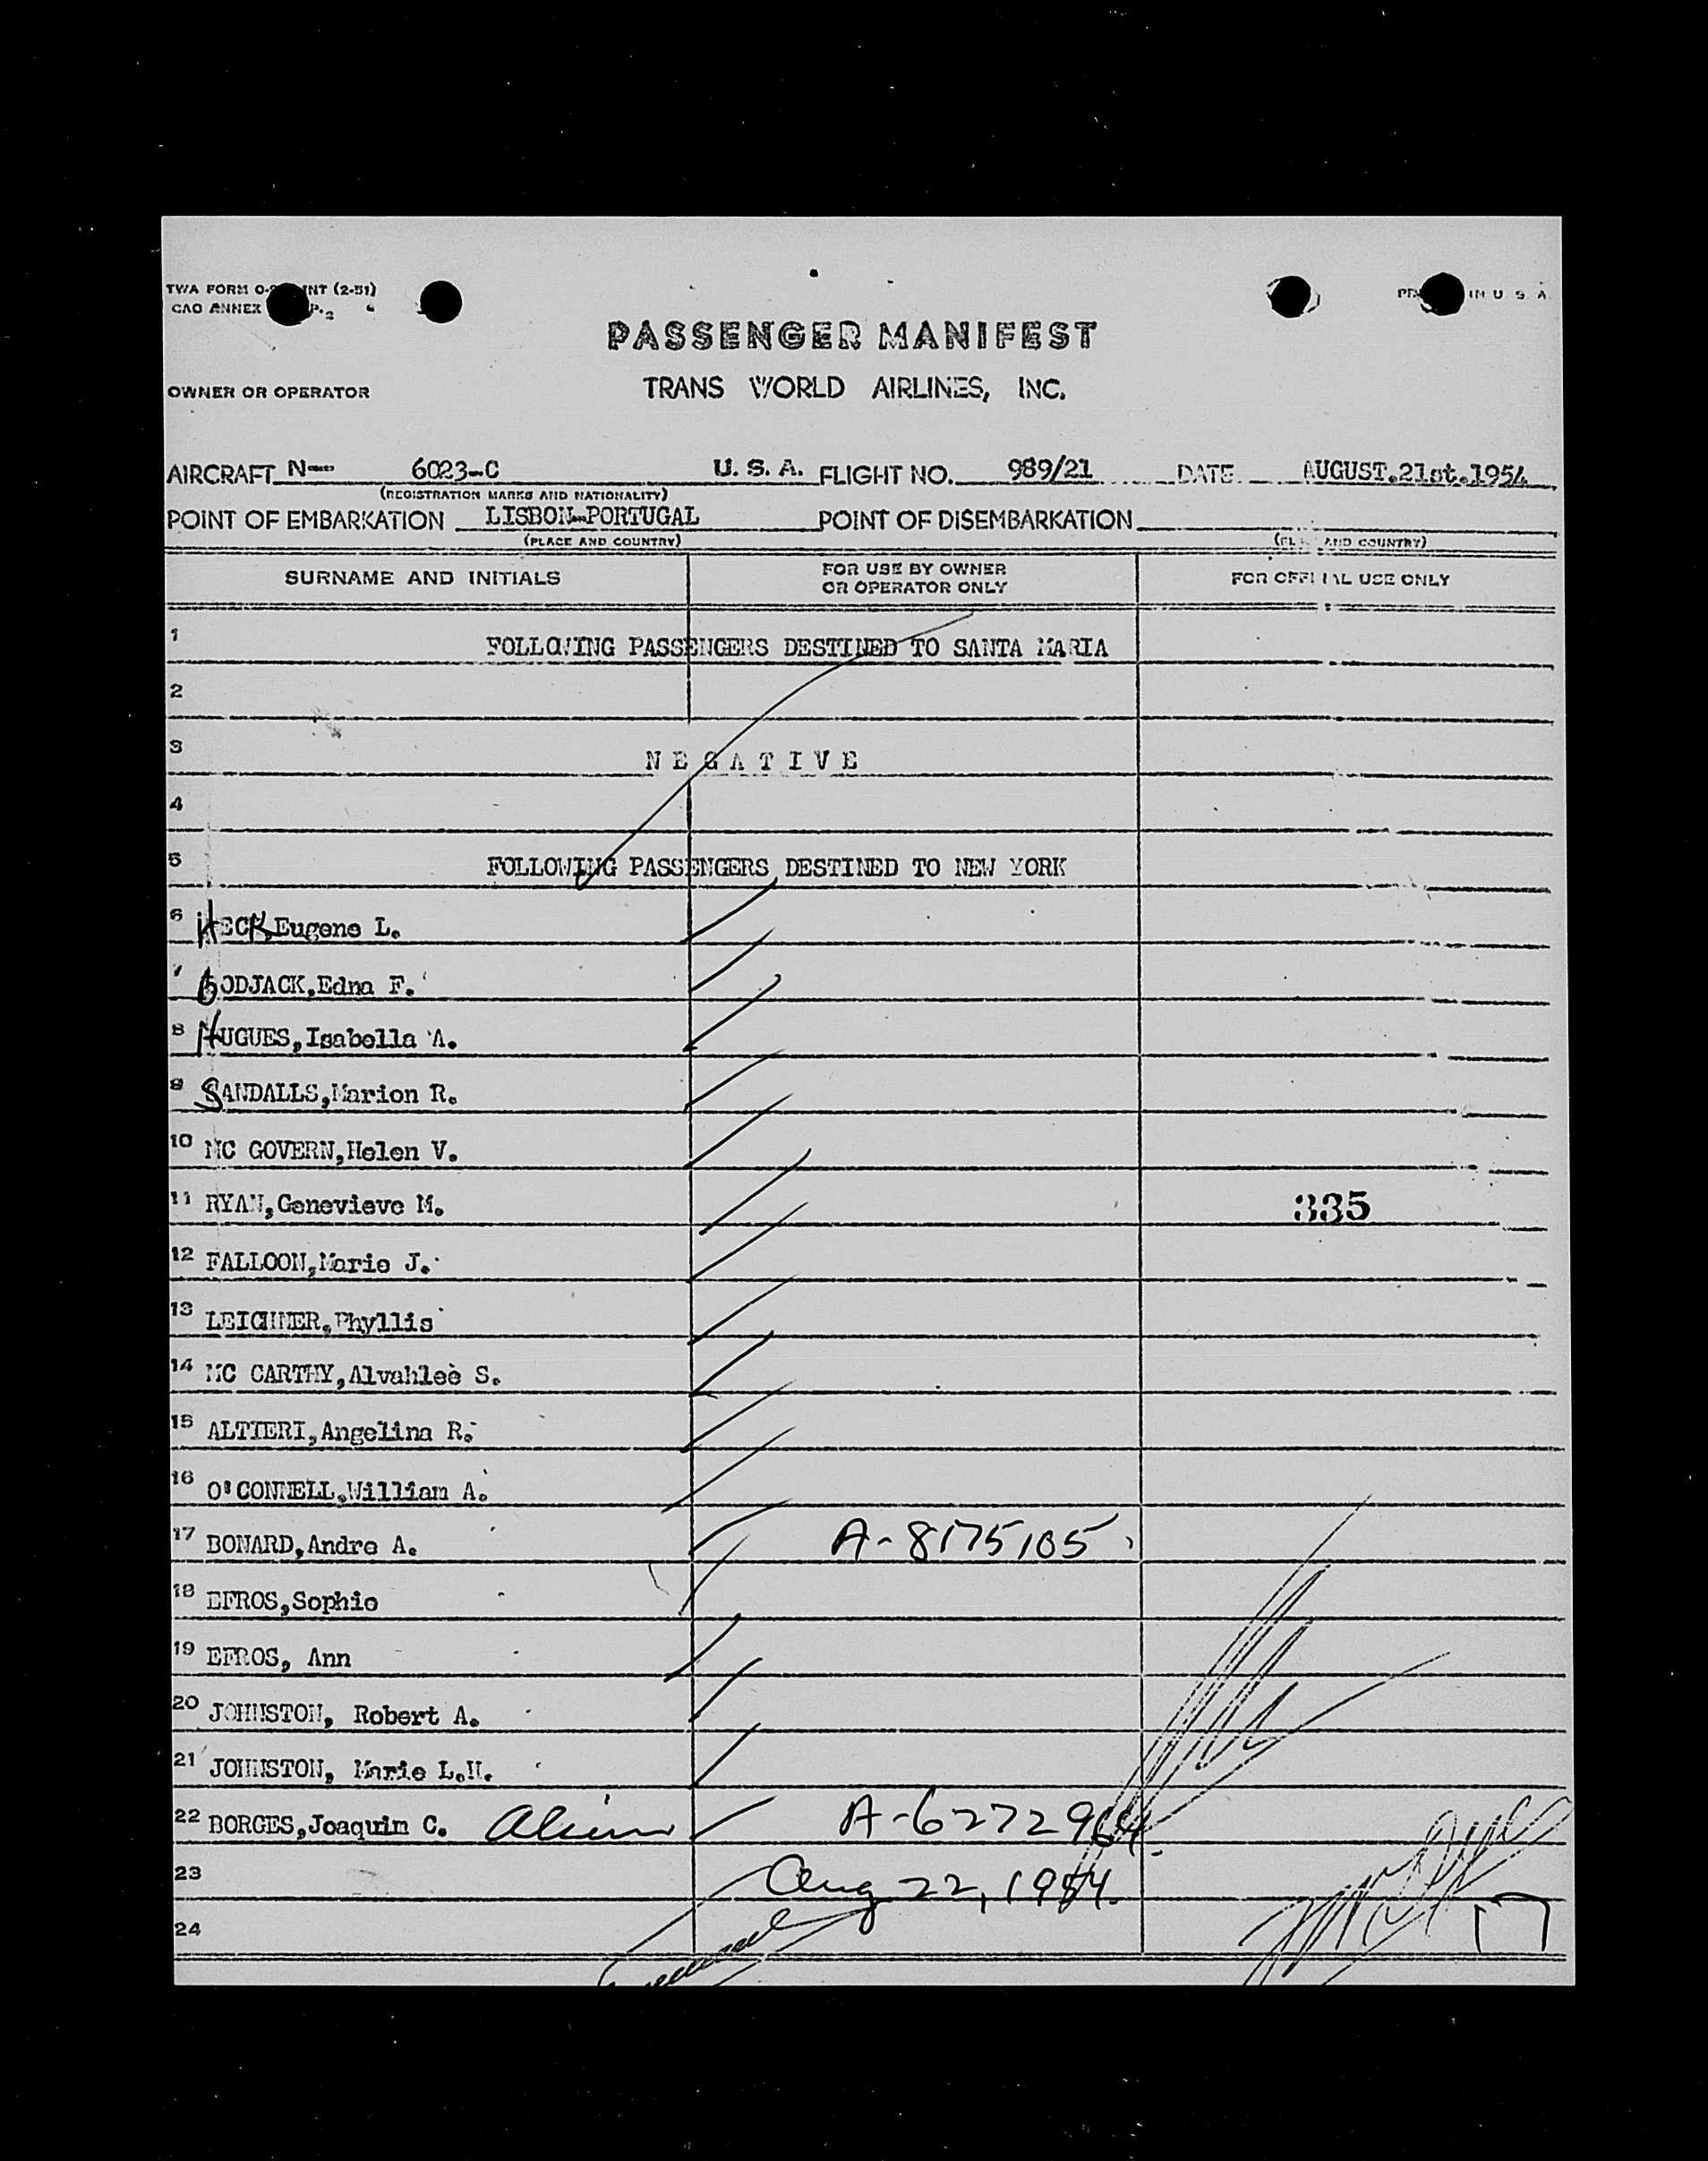 TWA FORM
CAO ANNEX
IN U S A
PASSENGER MANIFEST
OWNER OR OPERATOR TRANS WORLD AIRLINES, INC.
AIRCRAFT N-- 6023-C U. S. A. FLIGHT NO. 989/21 DATE AUGUST.21st.1954
(REGISTRATION MARKS AND NATIONALITY)
POINT OF EMBARKATION LISBON-PORTUGAL POINT OF DISEMBARKATION
(PLACE AND COUNTRY) AND COUNTRY)
SURNAME AND INITIALS FOR USE BY OWNER OR OPERATOR ONLY FOR OFFICIAL USE ONLY
1 FOLLOWING PASSENGERS DESTINED TO SANTA MARIA
2
3 N E G A T I V E
4
5 FOLLOWING PASSENGERS DESTINED TO NEW YORK
6 HECK,Eugene L.
7 GODJACK,Edna F.
8 HUGUES,Isabella A.
9 SANDALLS,Marion R.
10 MC GOVERN,Helen V.
11 RYAN,Genevieve M. 335
12 FALLOON,Marie J.
13 LEICHNER,Phyllis
14 MC CARTHY,Alvahlee S.
15 ALTIERI,Angelina R.
16 O'CONNELL,William A.
17 BONARD,Andre A. A-8175105
18 EFROS,Sophie
19 EFROS, Ann
20 JOHNSTON, Robert A.
21 JOHNSTON, Marie L.H.
22 BORGES,Joaquin C. Alien A-6272964
23 Aug 22, 1954.
24 17